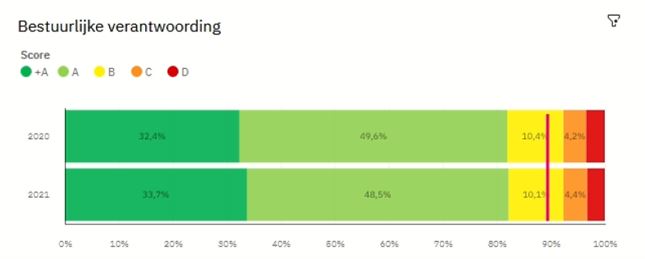 Bestuurlijke verantwoording
Score
+A A B C D
2020 32,4% 49,6% 10,4% 4,2%
2021 33,7% 48,5% 10,1% 4,4%
0% 10% 20% 30% 40% 50% 60% 70% 80% 90% 100%